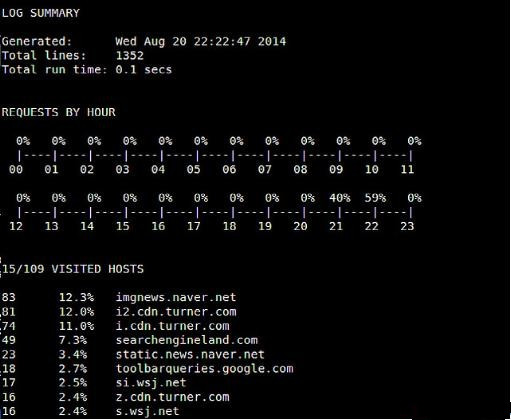 LOG SUMMARY
Generated:      Wed Aug 20 22:22:47 2014
Total lines:    1352
Total run time: 0.1 secs
REQUESTS BY HOUR
  0%   0%   0%   0%   0%   0%   0%   0%   0%   0%   0%   0%
  |----|----|----|----|----|----|----|----|----|----|----|
 00   01   02   03   04   05   06   07   08   09   10   11
  0%   0%   0%   0%   0%   0%   0%   0%   0%  40%  59%   0%
  |----|----|----|----|----|----|----|----|----|----|----|
 12   13   14   15   16   17   18   19   20   21   22   23
15/109 VISITED HOSTS
83      12.3%   imgnews.naver.net
81      12.0%   i2.cdn.turner.com
74      11.0%   i.cdn.turner.com
49      7.3%    searchengineland.com
23      3.4%    static.news.naver.net
18      2.7%    toolbarqueries.google.com
17      2.5%    si.wsj.net
16      2.4%    z.cdn.turner.com
16      2.4%    s.wsj.net